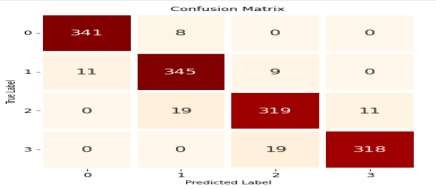 Confusion Matrix
0 341 8 0 0
1 11 345 9 0
2 0 19 319 11
3 0 0 19 318
0 1 2 3
True Label
Predicted Label